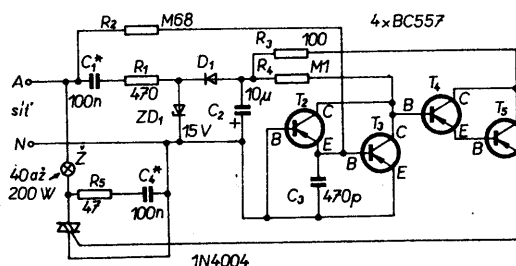 R₂ M68 4×BC557
C₁* R₁ D₁ R₃ 100
R₄ M1
A 100n 470 10µ
síť ZD₁ C₂ + T₂ C T₄ C
N 15 V B E T₃ C B E T₅
Ž B E B
40 až 200 W R₅ C₄* C₃ 470p
47 100n
1N4004